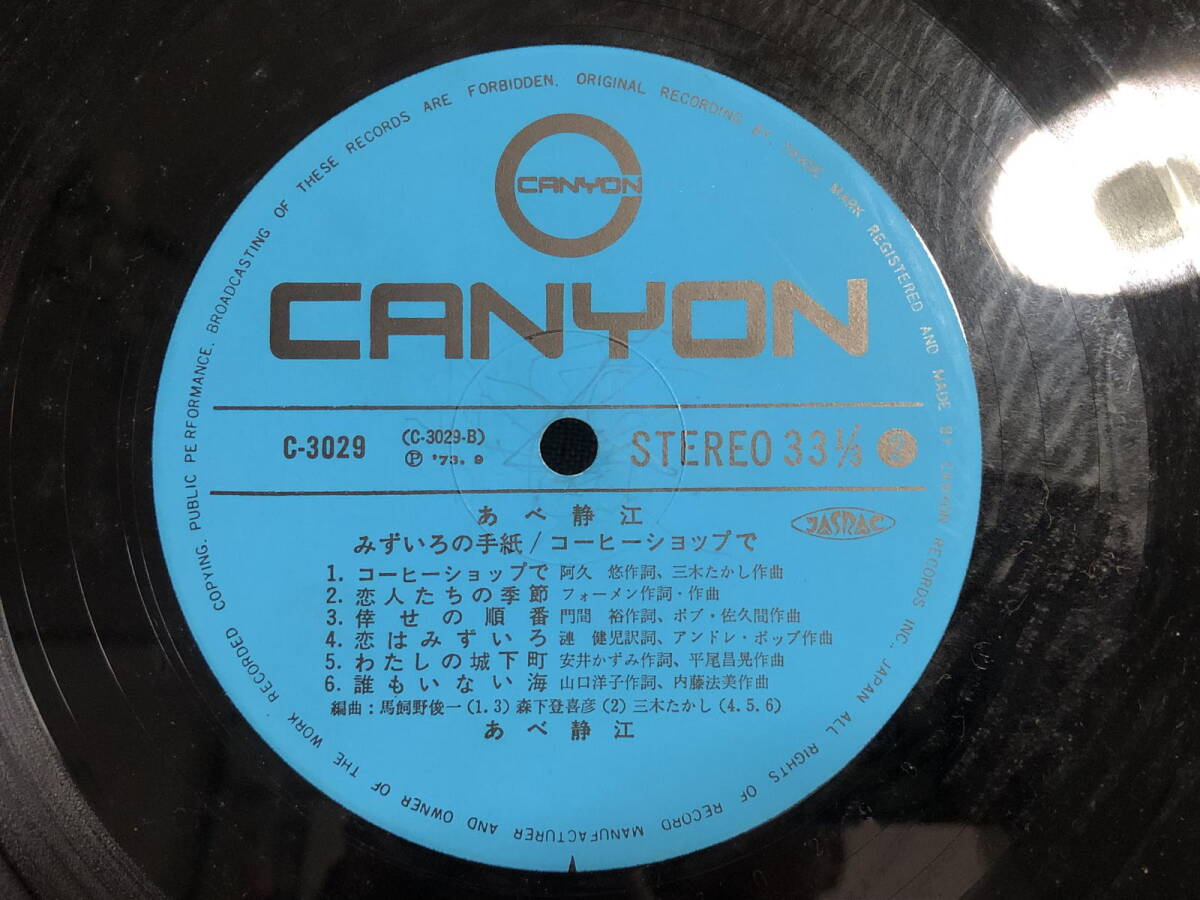 CANYON
CANYON
C-3029
(C-3029-B)
Ⓟ '73.9
STEREO 33 1/3 2
JASRAC
あべ静江
みずいろの手紙/コーヒーショップで
1. コーヒーショップで 阿久 悠作詞、三木たかし作曲
2. 恋人たちの季節 フォーメン作詞・作曲
3. 倖せの順番 門間 裕作詞、ボブ・佐久間作曲
4. 恋はみずいろ 漣 健児訳詞、アンドレ・ポップ作曲
5. わたしの城下町 安井かずみ作詞、平尾昌晃作曲
6. 誰もいない海 山口洋子作詞、内藤法美作曲
編曲:馬飼野俊一(1.3)森下登喜彦(2)三木たかし(4.5.6)
あべ静江
ORIGINAL RECORDING BY CANYON RECORDS INC., JAPAN ALL RIGHTS OF RECORD MANUFACTURER AND OWNER OF THE WORK RECORDED COPYING, PUBLIC PERFORMANCE, BROADCASTING OF THESE RECORDS ARE FORBIDDEN.